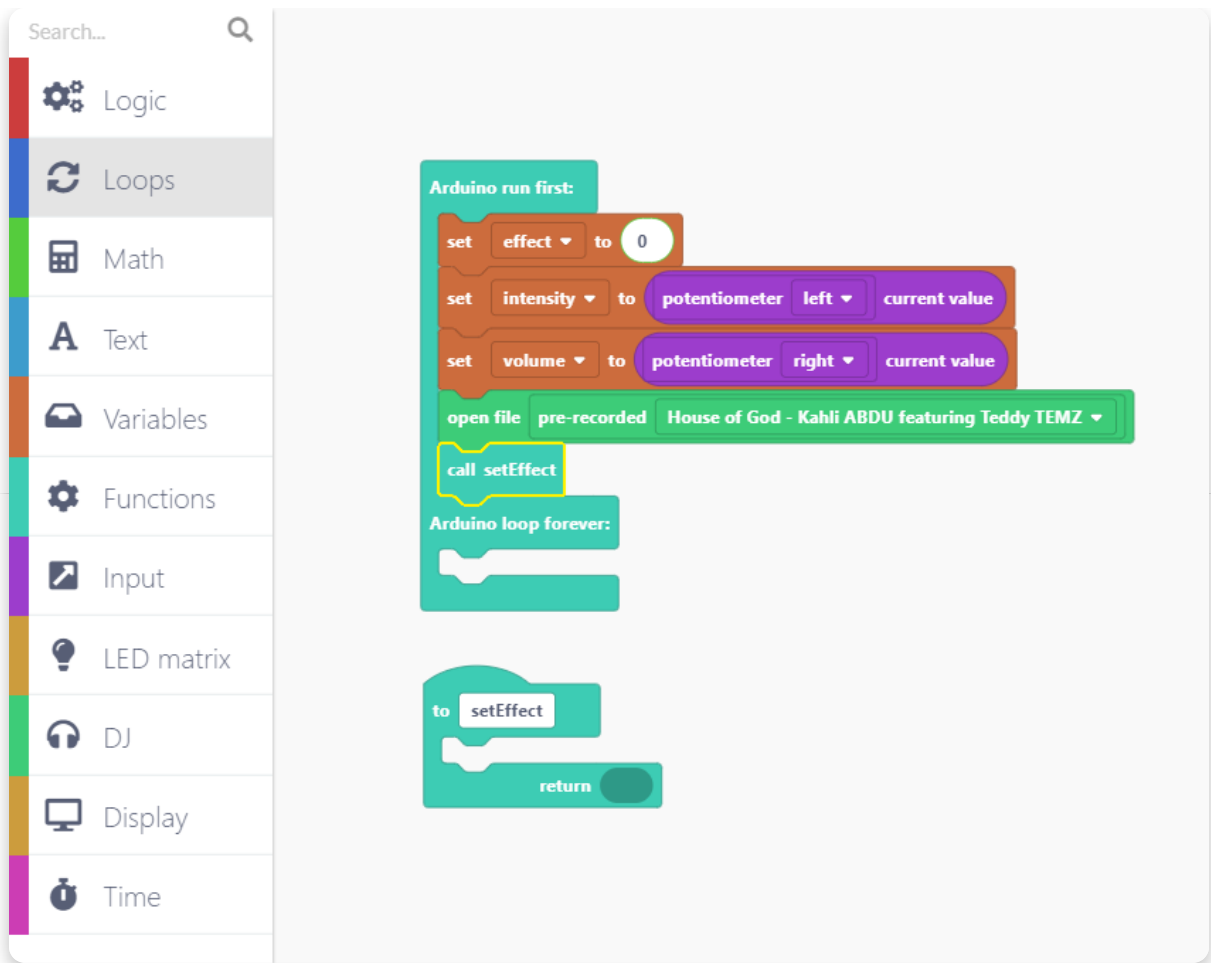 Search...
Logic
Loops
Math
Text
Variables
Functions
Input
LED matrix
DJ
Display
Time
Arduino run first:
set effect to 0
set intensity to potentiometer left current value
set volume to potentiometer right current value
open file pre-recorded House of God - Kahli ABDU featuring Teddy TEMZ
call setEffect
Arduino loop forever:
to setEffect
return